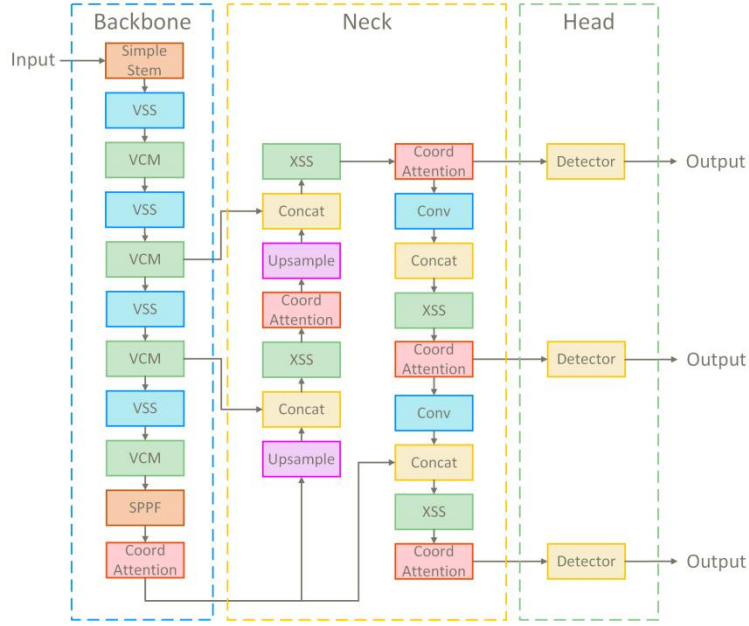 Backbone
Neck
Head
Input
Simple
Stem
VSS
VCM
VSS
VCM
VSS
VCM
VSS
VCM
SPPF
Coord
Attention
XSS
Concat
Upsample
Coord
Attention
XSS
Concat
Upsample
Coord
Attention
Conv
Concat
XSS
Coord
Attention
Conv
Concat
XSS
Coord
Attention
Detector
Output
Detector
Output
Detector
Output